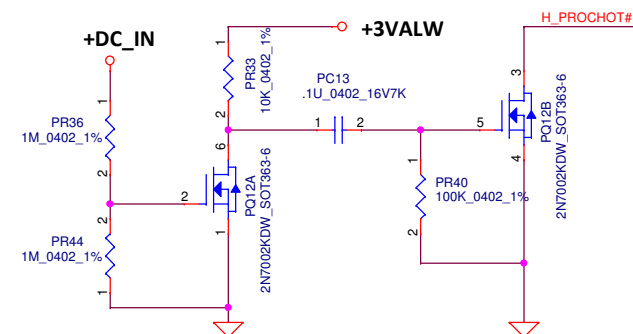 H_PROCHOT#
+DC_IN
+3VALW
1
PR33
10K_0402_1%
2
PC13
.1U_0402_16V7K
1
2
1
PR36
1M_0402_1%
2
3
5
4
PQ12B
2N7002KDW_SOT363-6
6
2
1
PQ12A
2N7002KDW_SOT363-6
1
PR40
100K_0402_1%
2
2
PR44
1M_0402_1%
1